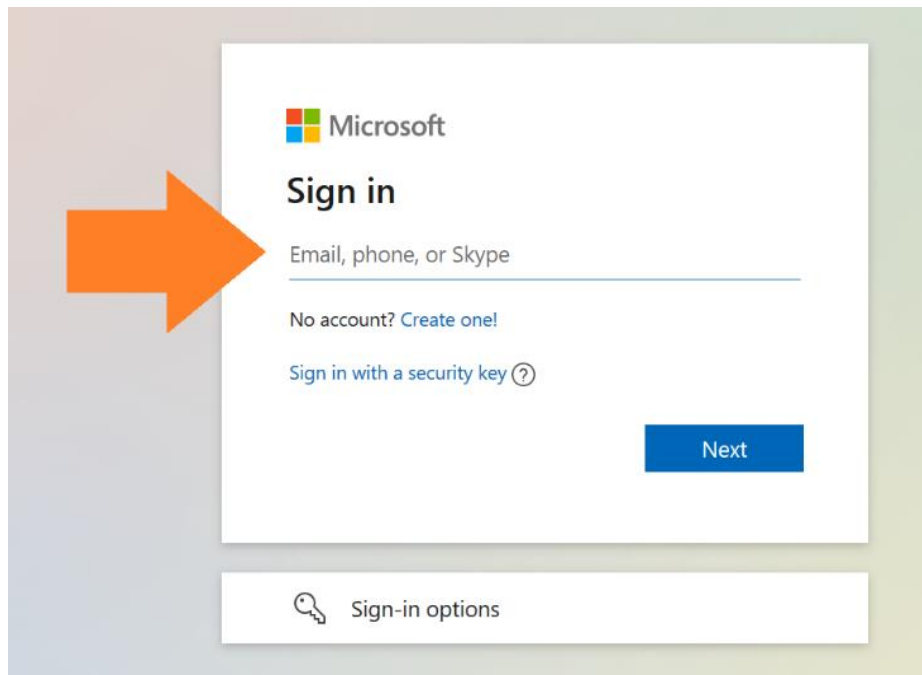 Microsoft
Sign in
Email, phone, or Skype
No account? Create one!
Sign in with a security key ?
Next
Sign-in options